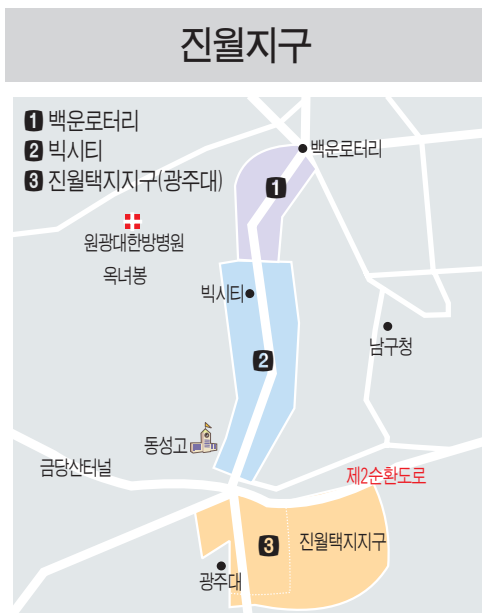 진월지구
1 백운로터리
2 빅시티
3 진월택지지구(광주대)
백운로터리
1
원광대한방병원
옥녀봉
빅시티
남구청
2
동성고
금당산터널
제2순환도로
3 진월택지지구
광주대